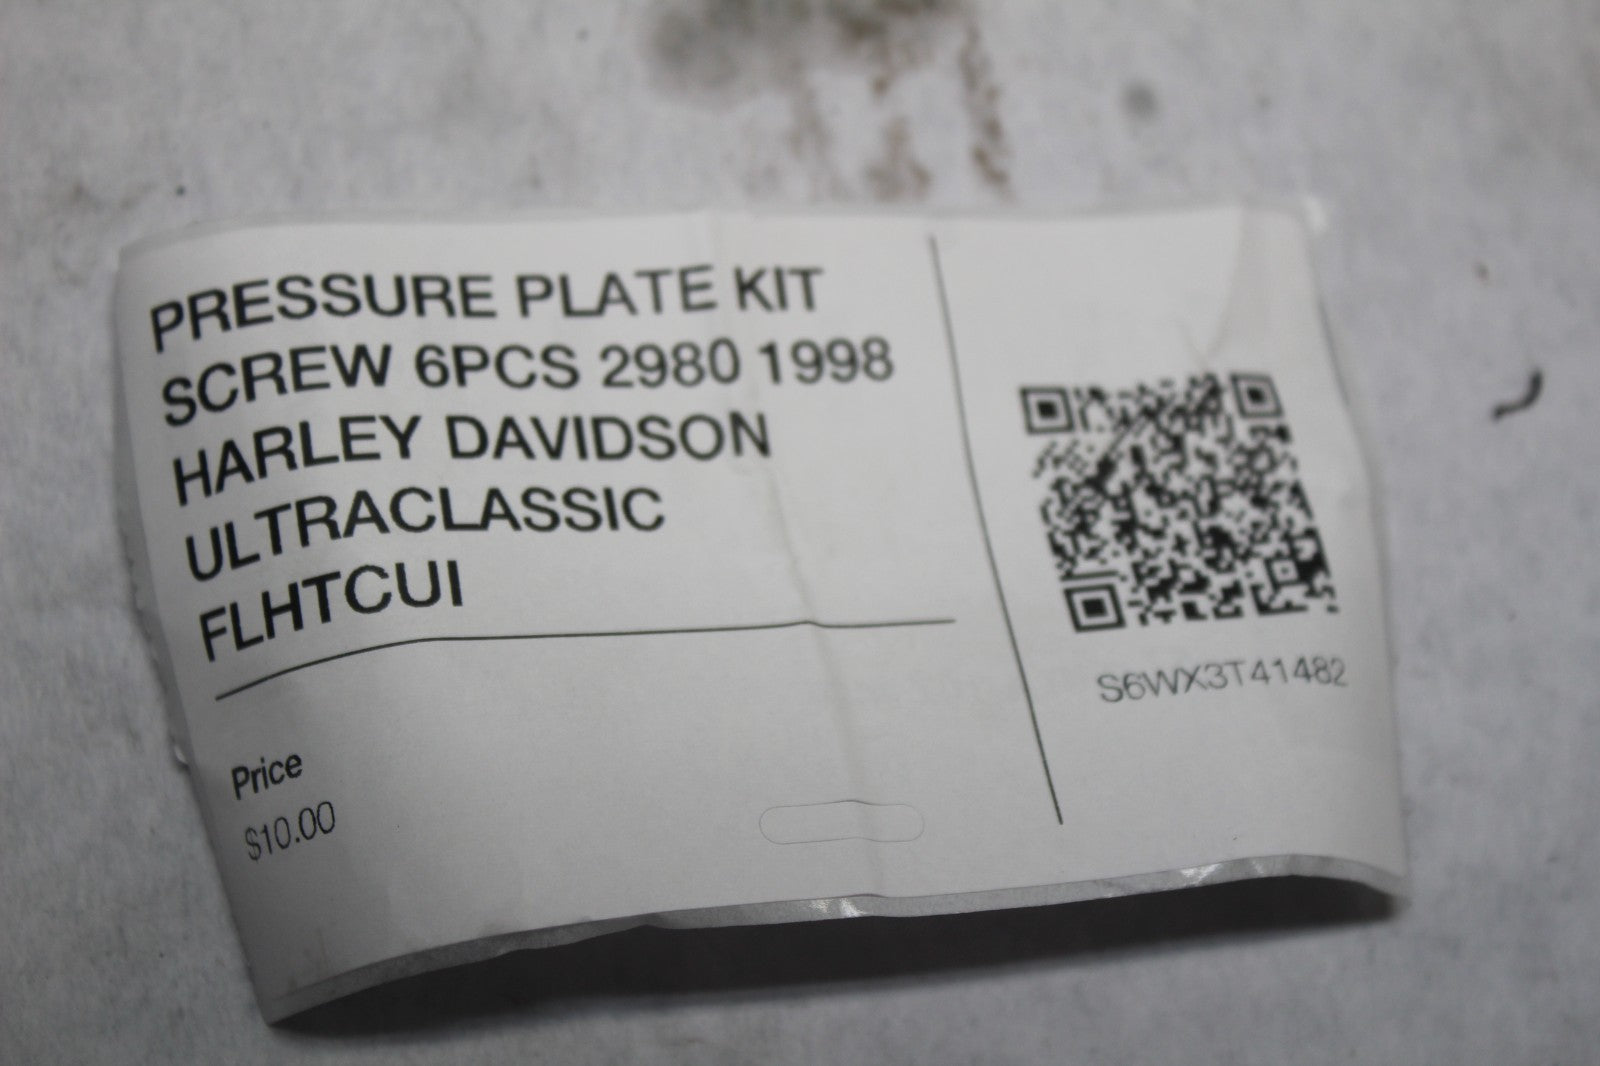 PRESSURE PLATE KIT
SCREW 6PCS 2980 1998
HARLEY DAVIDSON
ULTRACLASSIC
FLHTCUI
Price
$10.00
S6WX3T41482